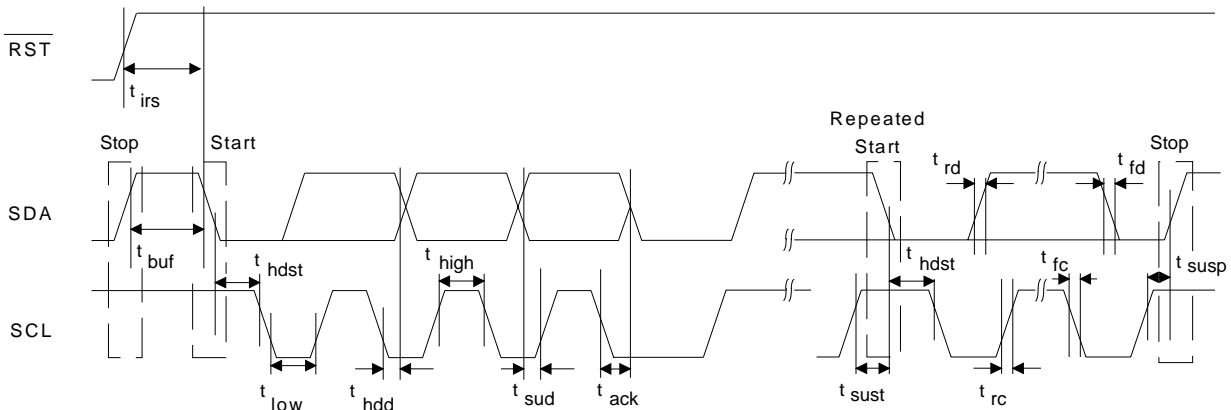 RST
t irs
Repeated
Stop
Start
Start
Stop
t rd
t fd
SDA
t buf
t hdst
t high
t hdst
t fc
t susp
SCL
t low
t hdd
t sud
t ack
t sust
t rc